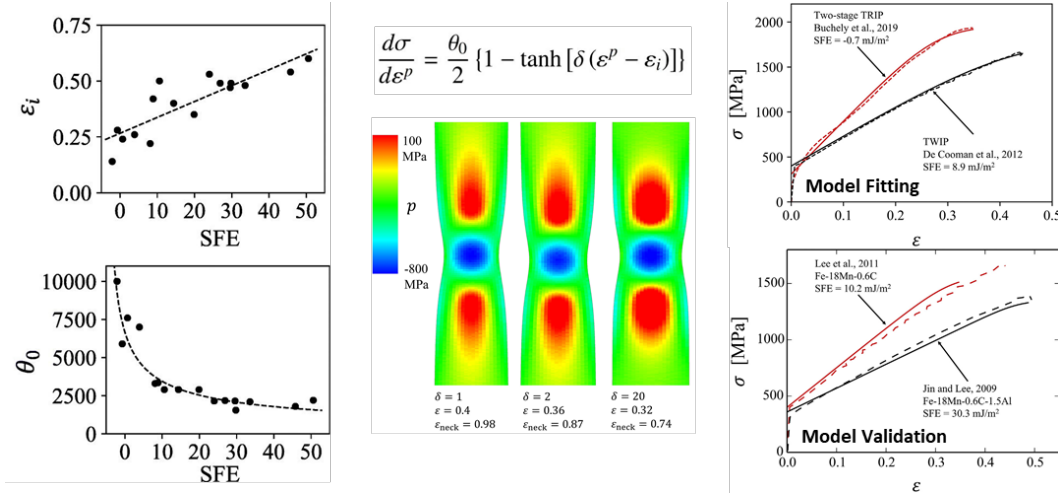 0.75
0.50
0.25
0.00
εᵢ
0 10 20 30 40 50
SFE
10000
7500
5000
2500
0
θ₀
0 10 20 30 40 50
SFE
dσ/dεᵖ = θ₀/2 {1 − tanh [δ (εᵖ − εᵢ)]}
100
MPa
p
-800
MPa
δ = 1
ε = 0.4
ε_neck = 0.98
δ = 2
ε = 0.36
ε_neck = 0.87
δ = 20
ε = 0.32
ε_neck = 0.74
2000
1500
1000
500
0
σ [MPa]
Two-stage TRIP
Buchely et al., 2019
SFE = -0.7 mJ/m²
TWIP
De Cooman et al., 2012
SFE = 8.9 mJ/m²
Model Fitting
0.0 0.1 0.2 0.3 0.4 0.5
ε
1500
1000
500
0
σ [MPa]
Lee et al., 2011
Fe-18Mn-0.6C
SFE = 10.2 mJ/m²
Jin and Lee, 2009
Fe-18Mn-0.6C-1.5Al
SFE = 30.3 mJ/m²
Model Validation
0.0 0.1 0.2 0.3 0.4 0.5
ε